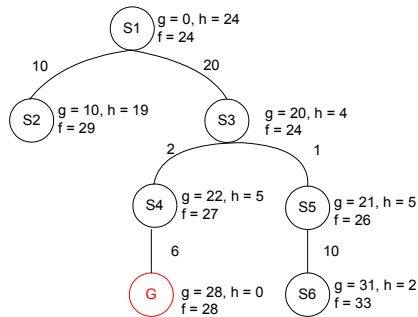 S1
g = 0, h = 24
f = 24
10
20
S2
g = 10, h = 19
f = 29
S3
g = 20, h = 4
f = 24
2
1
S4
g = 22, h = 5
f = 27
S5
g = 21, h = 5
f = 26
6
10
G
g = 28, h = 0
f = 28
S6
g = 31, h = 2
f = 33